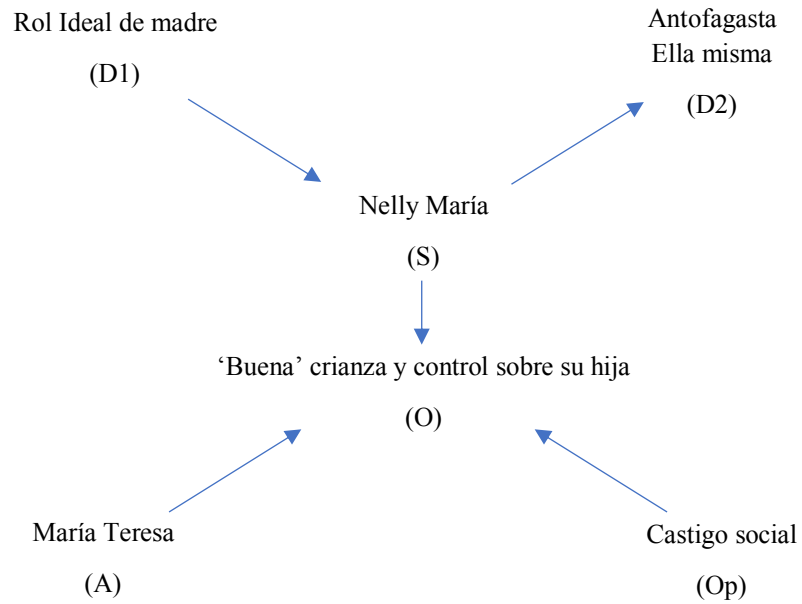 Rol Ideal de madre
(D1)
Antofagasta
Ella misma
(D2)
Nelly María
(S)
‘Buena’ crianza y control sobre su hija
(O)
María Teresa
(A)
Castigo social
(Op)